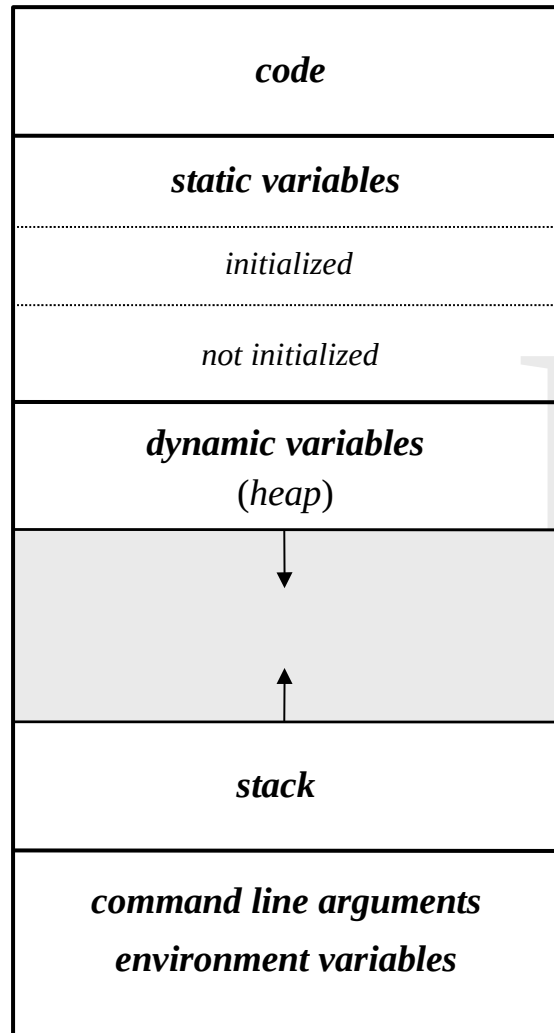 code
static variables
initialized
not initialized
dynamic variables
(heap)
stack
command line arguments
environment variables